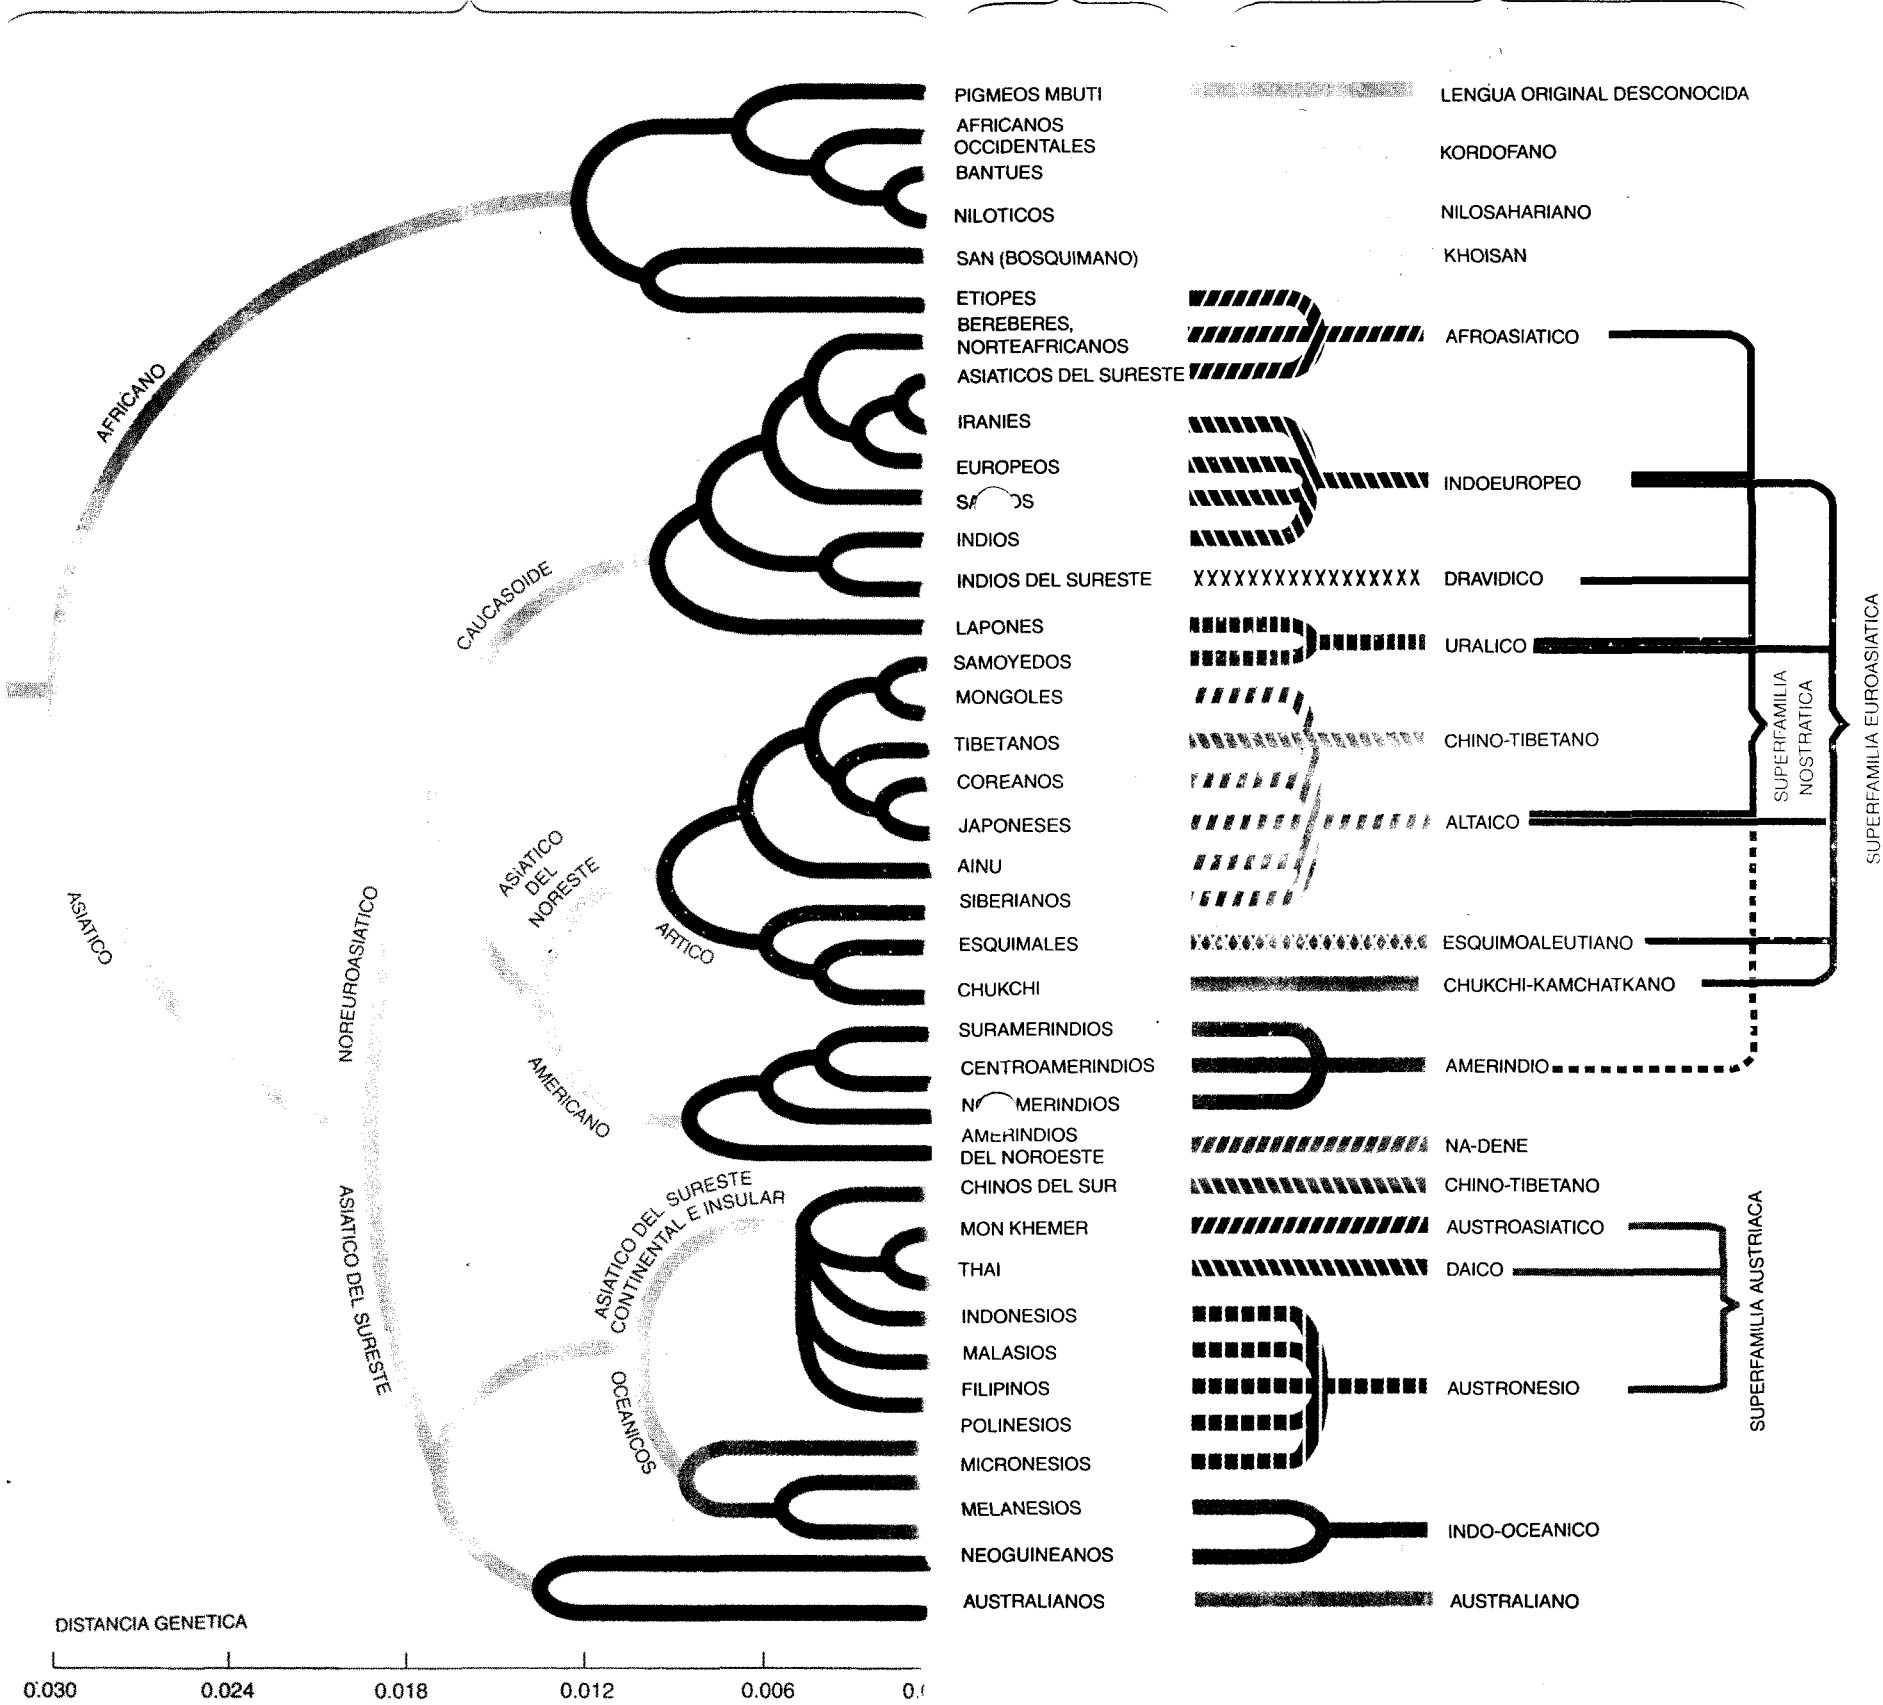 PIGMEOS MBUTI
AFRICANOS
OCCIDENTALES
BANTUES
NILOTICOS
SAN (BOSQUIMANO)
ETIOPES
BEREBERES,
NORTEAFRICANOS
ASIATICOS DEL SURESTE
IRANIES
EUROPEOS
INDIOS
INDIOS DEL SURESTE
LAPONES
SAMOYEDOS
MONGOLES
TIBETANOS
COREANOS
JAPONESES
AINU
SIBERIANOS
ESQUIMALES
CHUKCHI
SURAMERINDIOS
CENTROAMERINDIOS
AMERINDIOS
DEL NOROESTE
CHINOS DEL SUR
MON KHEMER
THAI
INDONESIOS
MALASIOS
FILIPINOS
POLINESIOS
MICRONESIOS
MELANESIOS
NEOGUINEANOS
AUSTRALIANOS
LENGUA ORIGINAL DESCONOCIDA
KORDOFANO
NILOSAHARIANO
KHOISAN
AFROASIATICO
INDOEUROPEO
DRAVIDICO
URALICO
CHINO-TIBETANO
ALTAICO
ESQUIMOALEUTIANO
CHUKCHI-KAMCHATKANO
AMERINDIO
NA-DENE
CHINO-TIBETANO
AUSTROASIATICO
DAICO
AUSTRONESIO
INDO-OCEANICO
AUSTRALIANO
SUPERFAMILIA
NOSTRATICA
SUPERFAMILIA EUROASIATICA
SUPERFAMILIA AUSTRIACA
AFRICANO
CAUCASOIDE
ASIATICO
NOREUROASIATICO
ASIATICO
DEL
NORESTE
ARTICO
AMERICANO
ASIATICO DEL SURESTE
ASIATICO DEL SURESTE
CONTINENTAL E INSULAR
OCEANICOS
DISTANCIA GENETICA
0.030 0.024 0.018 0.012 0.006